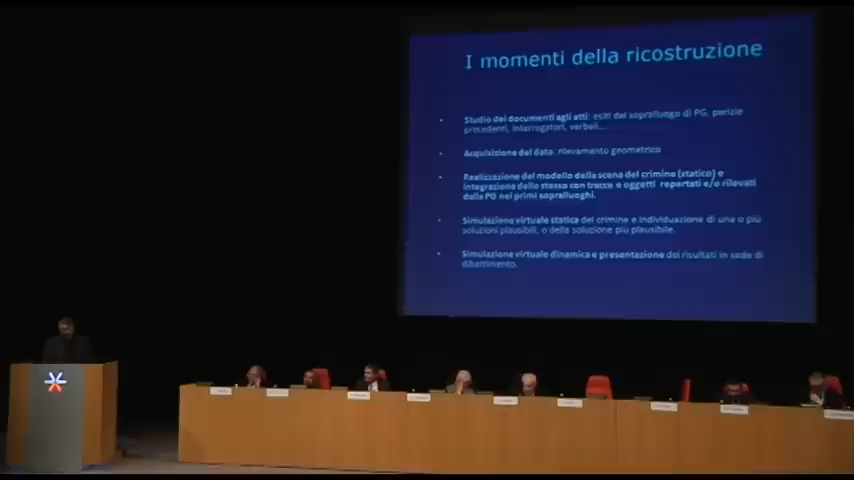 I momenti della ricostruzione
• Studio dei documenti agli atti: esiti del sopralluogo di PG, perizie
precedenti, interrogatori, verbali...
• Acquisizione del dato: rilevamento geometrico
• Realizzazione del modello della scena del crimine (statico) e
integrazione dello stesso con tracce e oggetti repertati e/o rilevati
dalla PG nei primi sopralluoghi.
• Simulazione virtuale statica del crimine e individuazione di una o più
soluzioni plausibili, o della soluzione più plausibile.
• Simulazione virtuale dinamica e presentazione dei risultati in sede di
dibattimento.